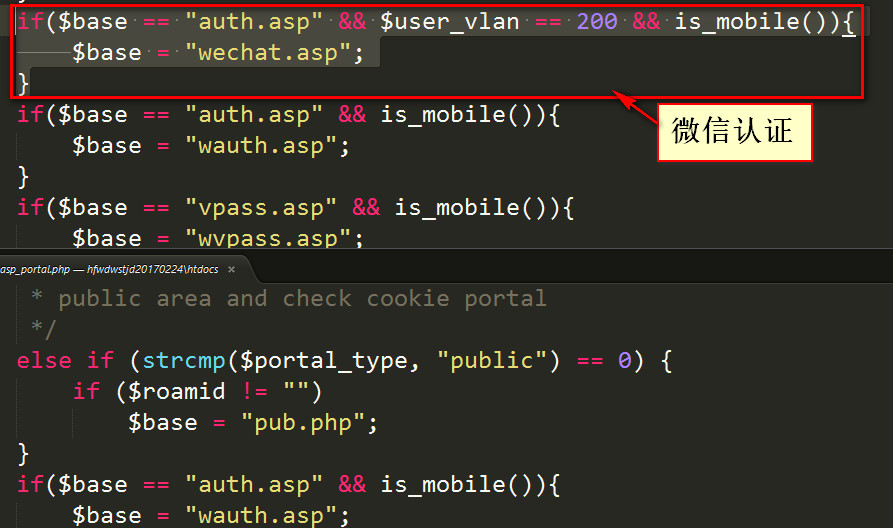 if($base == "auth.asp" && $user_vlan == 200 && is_mobile()){
$base = "wechat.asp";
}
if($base == "auth.asp" && is_mobile()){
微信认证
$base = "wauth.asp";
}
if($base == "vpass.asp" && is_mobile()){
$base = "wvpass.asp";
asp_portal.php — hfwdwstjd20170224\htdocs ×
* public area and check cookie portal
*/
else if (strcmp($portal_type, "public") == 0) {
if ($roamid != "")
$base = "pub.php";
}
if($base == "auth.asp" && is_mobile()){
$base = "wauth.asp";